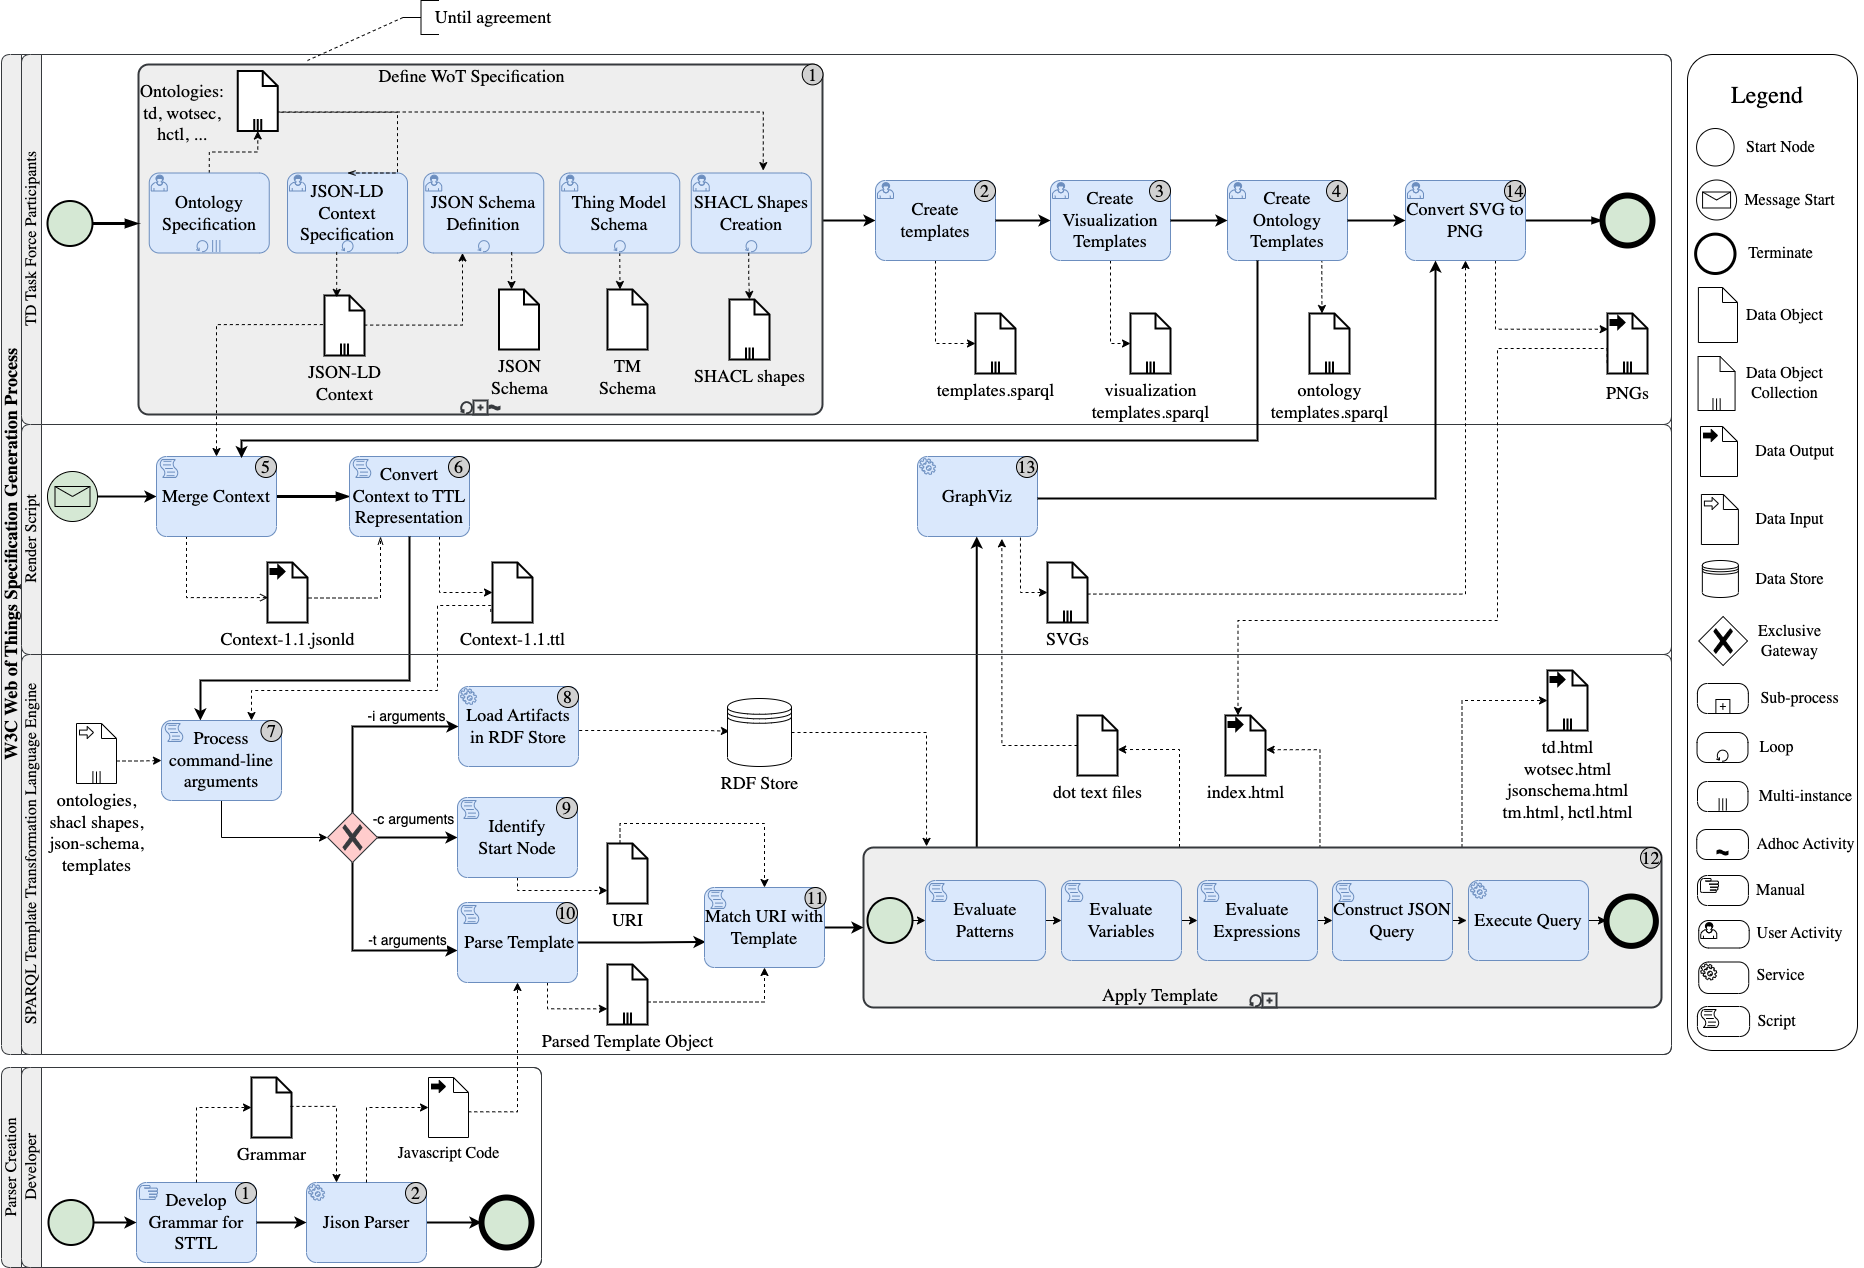 Until agreement
W3C Web of Things Specification Generation Process
TD Task Force Participants
Define WoT Specification
1
Ontologies:
td, wotsec,
hctl, ...
Ontology
Specification
JSON-LD
Context
Specification
JSON Schema
Definition
Thing Model
Schema
SHACL Shapes
Creation
JSON-LD
Context
JSON
Schema
TM
Schema
SHACL shapes
2
Create
templates
3
Create
Visualization
Templates
4
Create
Ontology
Templates
14
Convert SVG to
PNG
templates.sparql
visualization
templates.sparql
ontology
templates.sparql
PNGs
Render Script
5
Merge Context
6
Convert
Context to TTL
Representation
13
GraphViz
Context-1.1.jsonld
Context-1.1.ttl
SVGs
SPARQL Template Transformation Language Engine
ontologies,
shacl shapes,
json-schema,
templates
7
Process
command-line
arguments
-i arguments
-c arguments
-t arguments
8
Load Artifacts
in RDF Store
9
Identify
Start Node
10
Parse Template
RDF Store
URI
Parsed Template Object
11
Match URI with
Template
dot text files
index.html
td.html
wotsec.html
jsonschema.html
tm.html, hctl.html
12
Evaluate
Patterns
Evaluate
Variables
Evaluate
Expressions
Construct JSON
Query
Execute Query
Apply Template
Parser Creation
Developer
Grammar
Javascript Code
1
Develop
Grammar for
STTL
2
Jison Parser
Legend
Start Node
Message Start
Terminate
Data Object
Data Object
Collection
Data Output
Data Input
Data Store
Exclusive
Gateway
Sub-process
Loop
Multi-instance
Adhoc Activity
Manual
User Activity
Service
Script